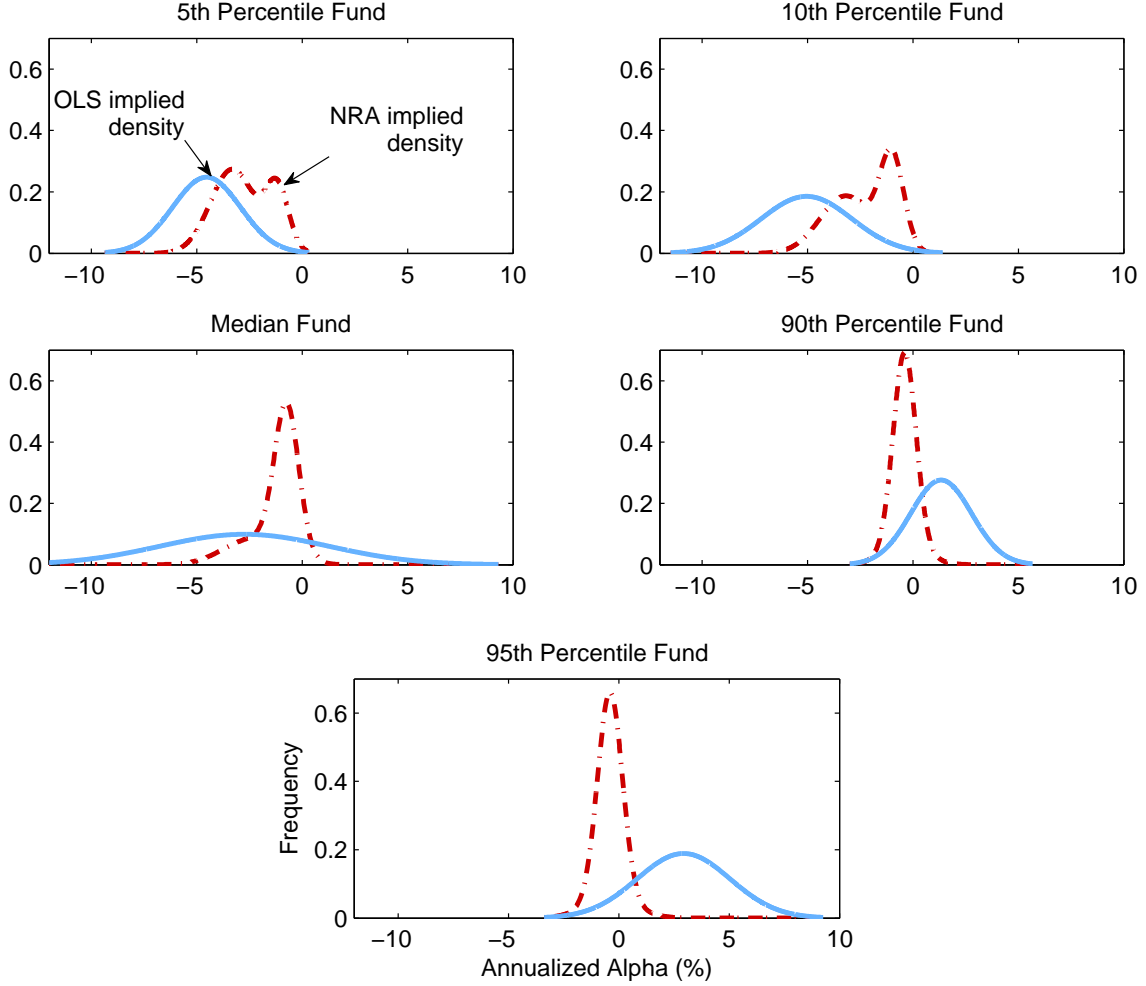 5th Percentile Fund
0.6
0.4
0.2
0
−10 −5 0 5 10
OLS implied
density
NRA implied
density
10th Percentile Fund
0.6
0.4
0.2
0
−10 −5 0 5 10
Median Fund
0.6
0.4
0.2
0
−10 −5 0 5 10
90th Percentile Fund
0.6
0.4
0.2
0
−10 −5 0 5 10
95th Percentile Fund
Frequency
0.6
0.4
0.2
0
−10 −5 0 5 10
Annualized Alpha (%)